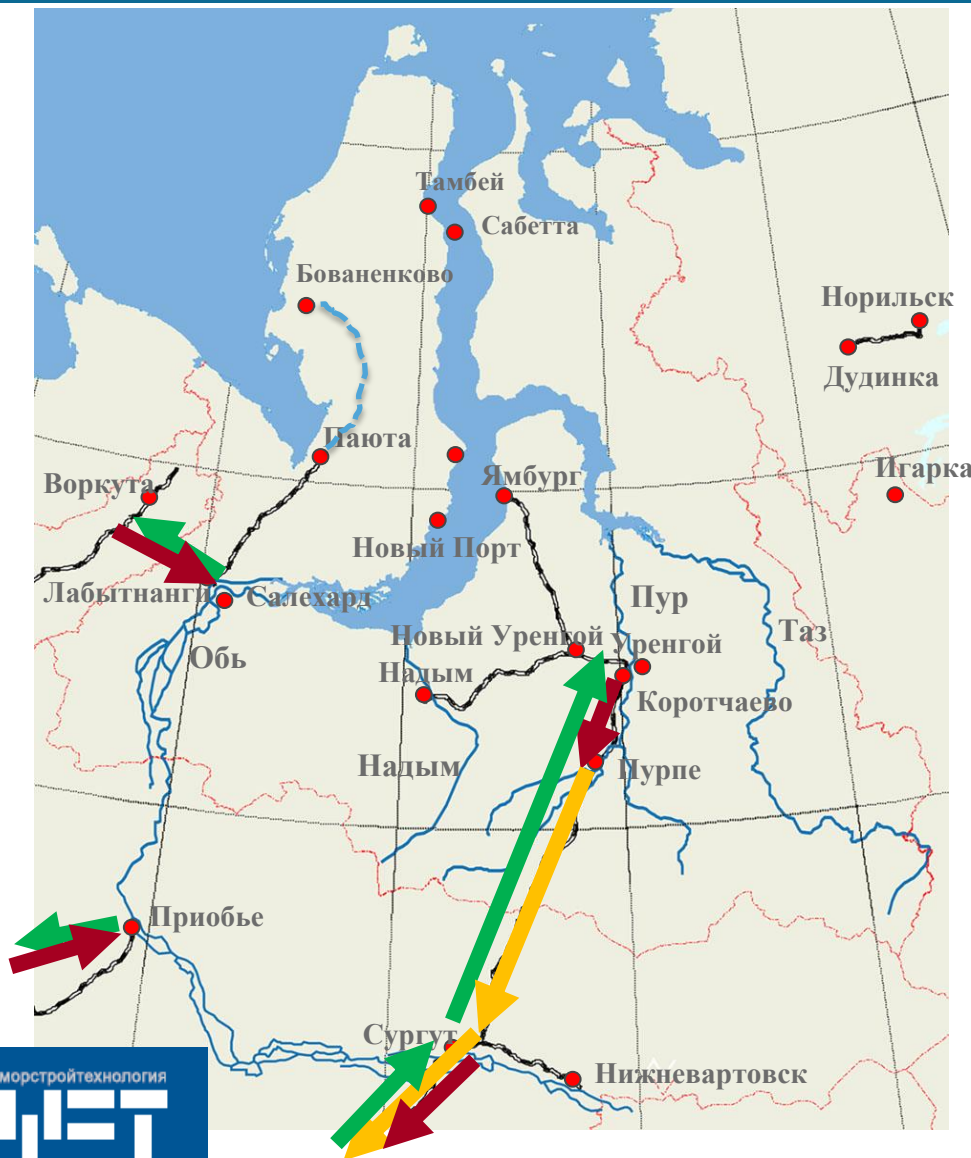 Тамбей
Сабетта
Бованенково
Норильск
Дудинка
Паюта
Игарка
Воркута
Ямбург
Новый Порт
Лабытнанги
Салехард
Пур
Таз
Новый Уренгой
Уренгой
Обь
Надым
Коротчаево
Надым
Пурпе
Приобье
Сургут
Нижневартовск
морстройтехнология